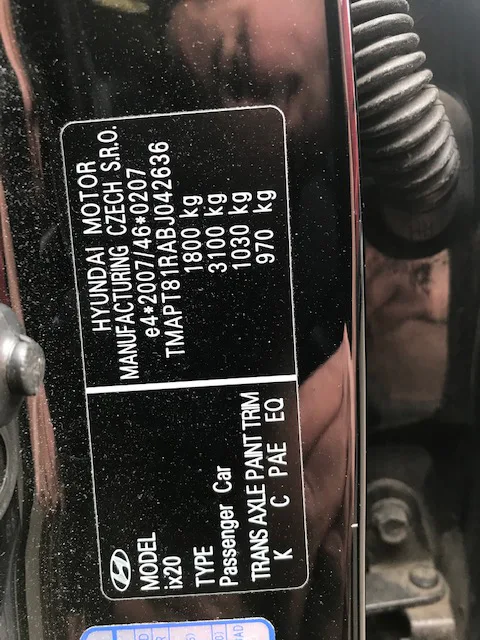 HYUNDAI MOTOR
MANUFACTURING CZECH S.R.O.
e4*2007/46*0207
TMAPT81RABJ042636
1800 kg
3100 kg
1030 kg
970 kg
MODEL
ix20
TYPE
Passenger Car
TRANS AXLE PAINT TRIM
K C PAE EQ